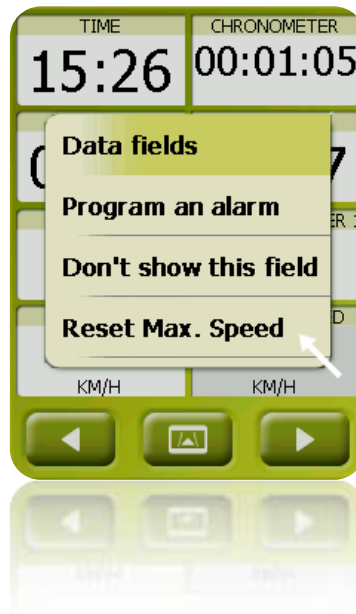 TIME CHRONOMETER
15:26 00:01:05
Data fields
Program an alarm
Don't show this field
Reset Max. Speed
KM/H KM/H